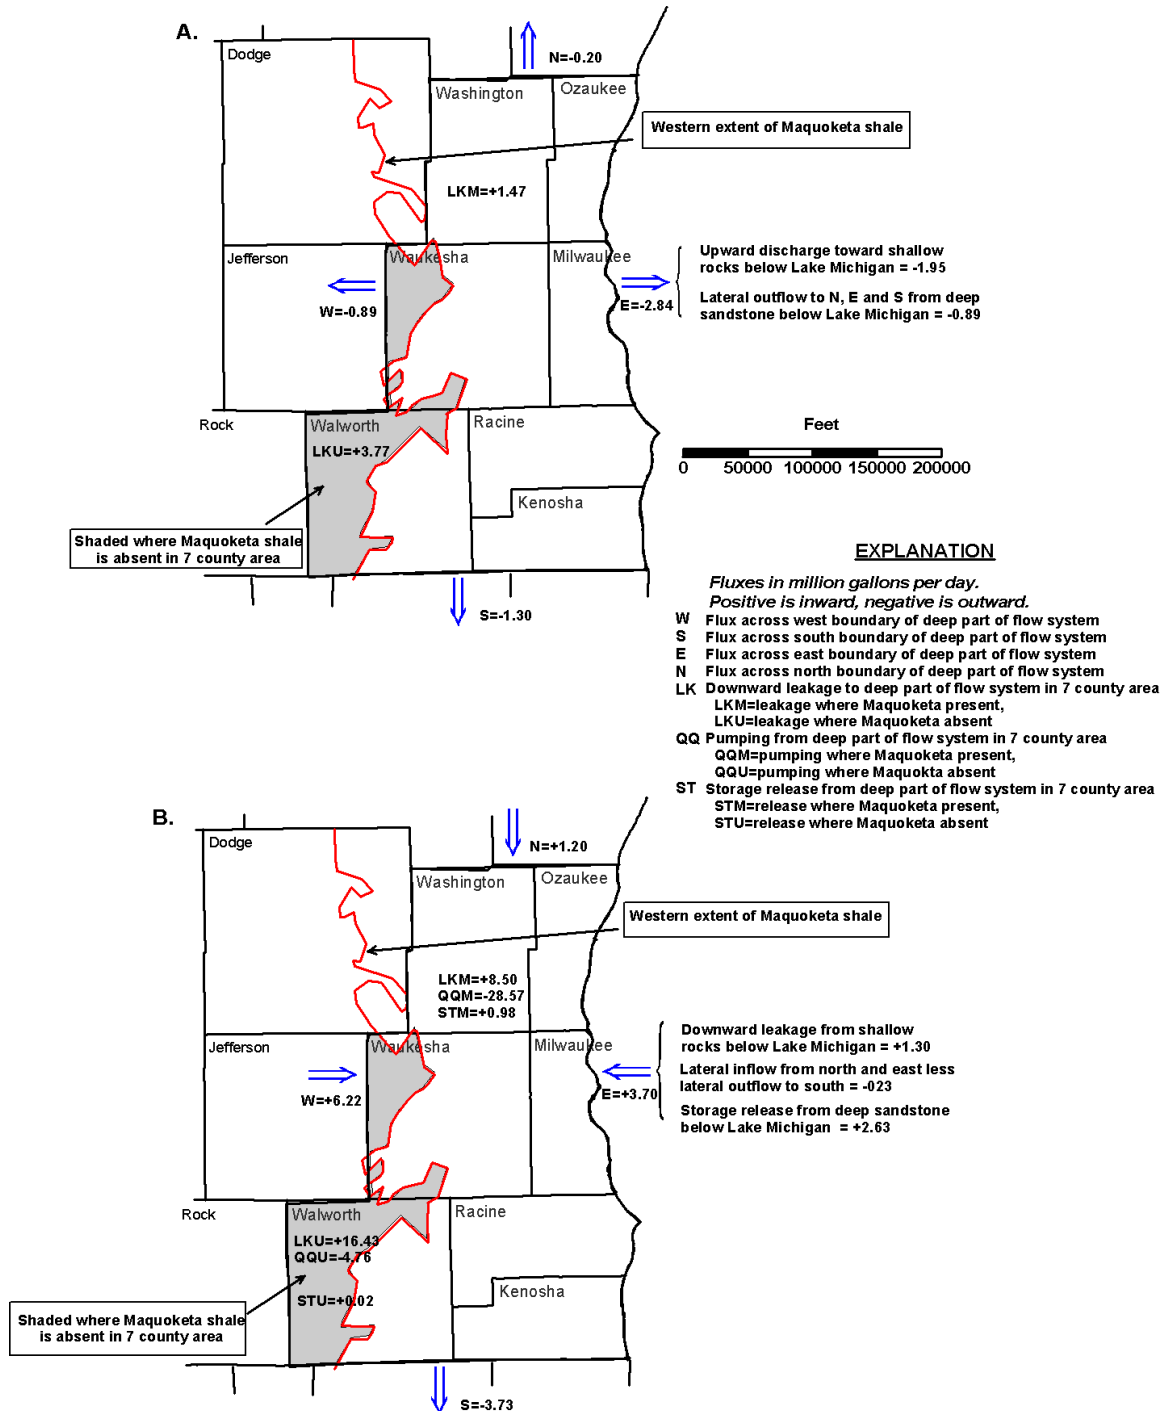 A.
N=-0.20
Dodge
Washington
Ozaukee
Western extent of Maquoketa shale
LKM=+1.47
Jefferson
Waukesha
Milwaukee
Upward discharge toward shallow
rocks below Lake Michigan = -1.95
W=-0.89
E=-2.84
Lateral outflow to N, E and S from deep
sandstone below Lake Michigan = -0.89
Rock
Walworth
Racine
LKU=+3.77
Feet
0 50000 100000 150000 200000
Kenosha
Shaded where Maquoketa shale
is absent in 7 county area
S=-1.30
EXPLANATION
Fluxes in million gallons per day.
Positive is inward, negative is outward.
W Flux across west boundary of deep part of flow system
S Flux across south boundary of deep part of flow system
E Flux across east boundary of deep part of flow system
N Flux across north boundary of deep part of flow system
LK Downward leakage to deep part of flow system in 7 county area
LKM=leakage where Maquoketa present,
LKU=leakage where Maquoketa absent
QQ Pumping from deep part of flow system in 7 county area
QQM=pumping where Maquoketa present,
QQU=pumping where Maquokta absent
ST Storage release from deep part of flow system in 7 county area
STM=release where Maquoketa present,
STU=release where Maquoketa absent
B.
N=+1.20
Dodge
Washington
Ozaukee
Western extent of Maquoketa shale
LKM=+8.50
QQM=-28.57
STM=+0.98
Jefferson
Waukesha
Milwaukee
Downward leakage from shallow
rocks below Lake Michigan = +1.30
W=+6.22
E=+3.70
Lateral inflow from north and east less
lateral outflow to south = -023
Storage release from deep sandstone
below Lake Michigan = +2.63
Rock
Walworth
Racine
LKU=+16.43
QQU=-4.76
STU=+0.02
Kenosha
Shaded where Maquoketa shale
is absent in 7 county area
S=-3.73